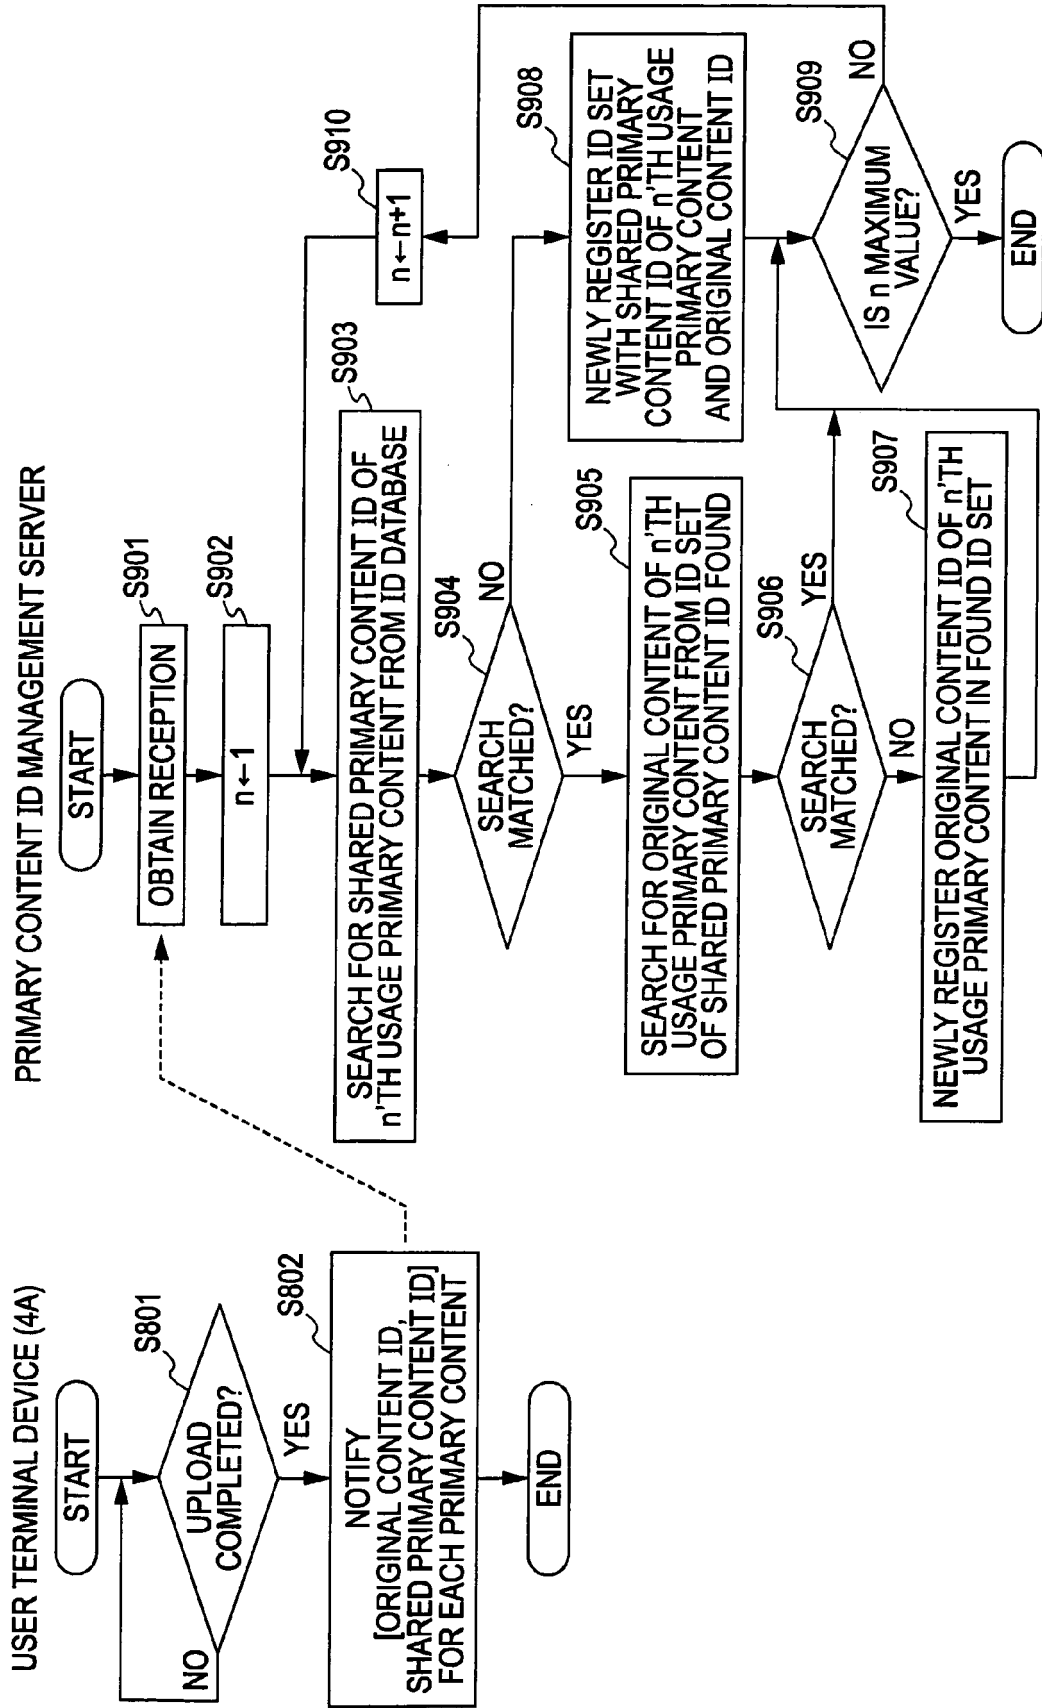 USER TERMINAL DEVICE (4A)
START
S801
UPLOAD
COMPLETED?
NO
YES
S802
NOTIFY
[ORIGINAL CONTENT ID,
SHARED PRIMARY CONTENT ID]
FOR EACH PRIMARY CONTENT
END
PRIMARY CONTENT ID MANAGEMENT SERVER
START
S901
OBTAIN RECEPTION
S902
n←1
S910
n←n+1
S903
SEARCH FOR SHARED PRIMARY CONTENT ID OF
n'TH USAGE PRIMARY CONTENT FROM ID DATABASE
S904
SEARCH
MATCHED?
NO
YES
S905
SEARCH FOR ORIGINAL CONTENT OF n'TH
USAGE PRIMARY CONTENT FROM ID SET
OF SHARED PRIMARY CONTENT ID FOUND
S908
NEWLY REGISTER ID SET
WITH SHARED PRIMARY
CONTENT ID OF n'TH USAGE
PRIMARY CONTENT
AND ORIGINAL CONTENT ID
S906
SEARCH
MATCHED?
YES
NO
S907
NEWLY REGISTER ORIGINAL CONTENT ID OF n'TH
USAGE PRIMARY CONTENT IN FOUND ID SET
S909
IS n MAXIMUM
VALUE?
NO
YES
END